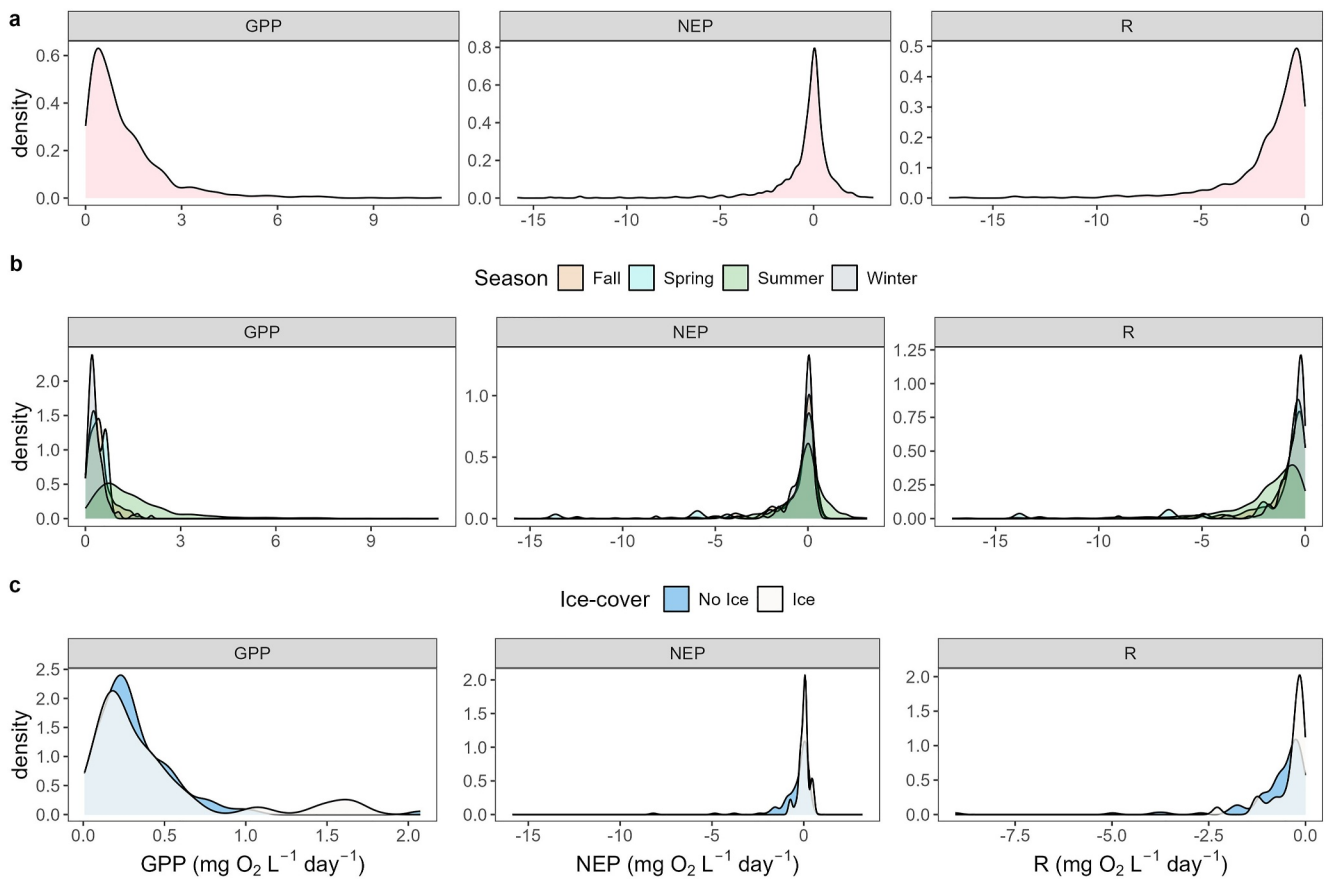 a
GPP NEP R
density
0.6 0.4 0.2 0.0
0 3 6 9
0.8 0.6 0.4 0.2 0.0
-15 -10 -5 0
0.5 0.4 0.3 0.2 0.1 0.0
-15 -10 -5 0
b
Season Fall Spring Summer Winter
GPP NEP R
density
2.0 1.5 1.0 0.5 0.0
0 3 6 9
1.0 0.5 0.0
-15 -10 -5 0
1.25 1.00 0.75 0.50 0.25 0.00
-15 -10 -5 0
c
Ice-cover No Ice Ice
GPP NEP R
density
2.5 2.0 1.5 1.0 0.5 0.0
0.0 0.5 1.0 1.5 2.0
2.0 1.5 1.0 0.5 0.0
-15 -10 -5 0
2.0 1.5 1.0 0.5 0.0
-7.5 -5.0 -2.5 0.0
GPP (mg O₂ L⁻¹ day⁻¹) NEP (mg O₂ L⁻¹ day⁻¹) R (mg O₂ L⁻¹ day⁻¹)